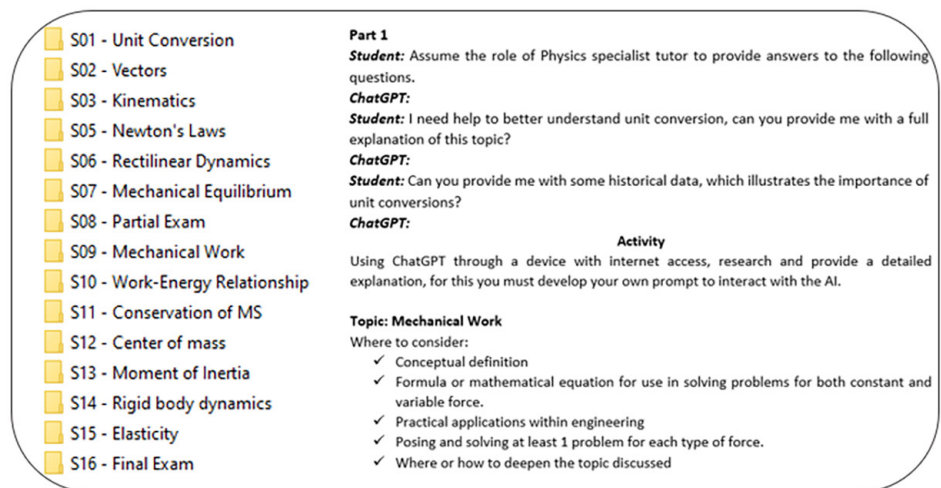 S01 - Unit Conversion
S02 - Vectors
S03 - Kinematics
S05 - Newton's Laws
S06 - Rectilinear Dynamics
S07 - Mechanical Equilibrium
S08 - Partial Exam
S09 - Mechanical Work
S10 - Work-Energy Relationship
S11 - Conservation of MS
S12 - Center of mass
S13 - Moment of Inertia
S14 - Rigid body dynamics
S15 - Elasticity
S16 - Final Exam
Part 1
Student: Assume the role of Physics specialist tutor to provide answers to the following
questions.
ChatGPT:
Student: I need help to better understand unit conversion, can you provide me with a full
explanation of this topic?
ChatGPT:
Student: Can you provide me with some historical data, which illustrates the importance of
unit conversions?
ChatGPT:
Activity
Using ChatGPT through a device with internet access, research and provide a detailed
explanation, for this you must develop your own prompt to interact with the AI.
Topic: Mechanical Work
Where to consider:
✓ Conceptual definition
✓ Formula or mathematical equation for use in solving problems for both constant and
variable force.
✓ Practical applications within engineering
✓ Posing and solving at least 1 problem for each type of force.
✓ Where or how to deepen the topic discussed